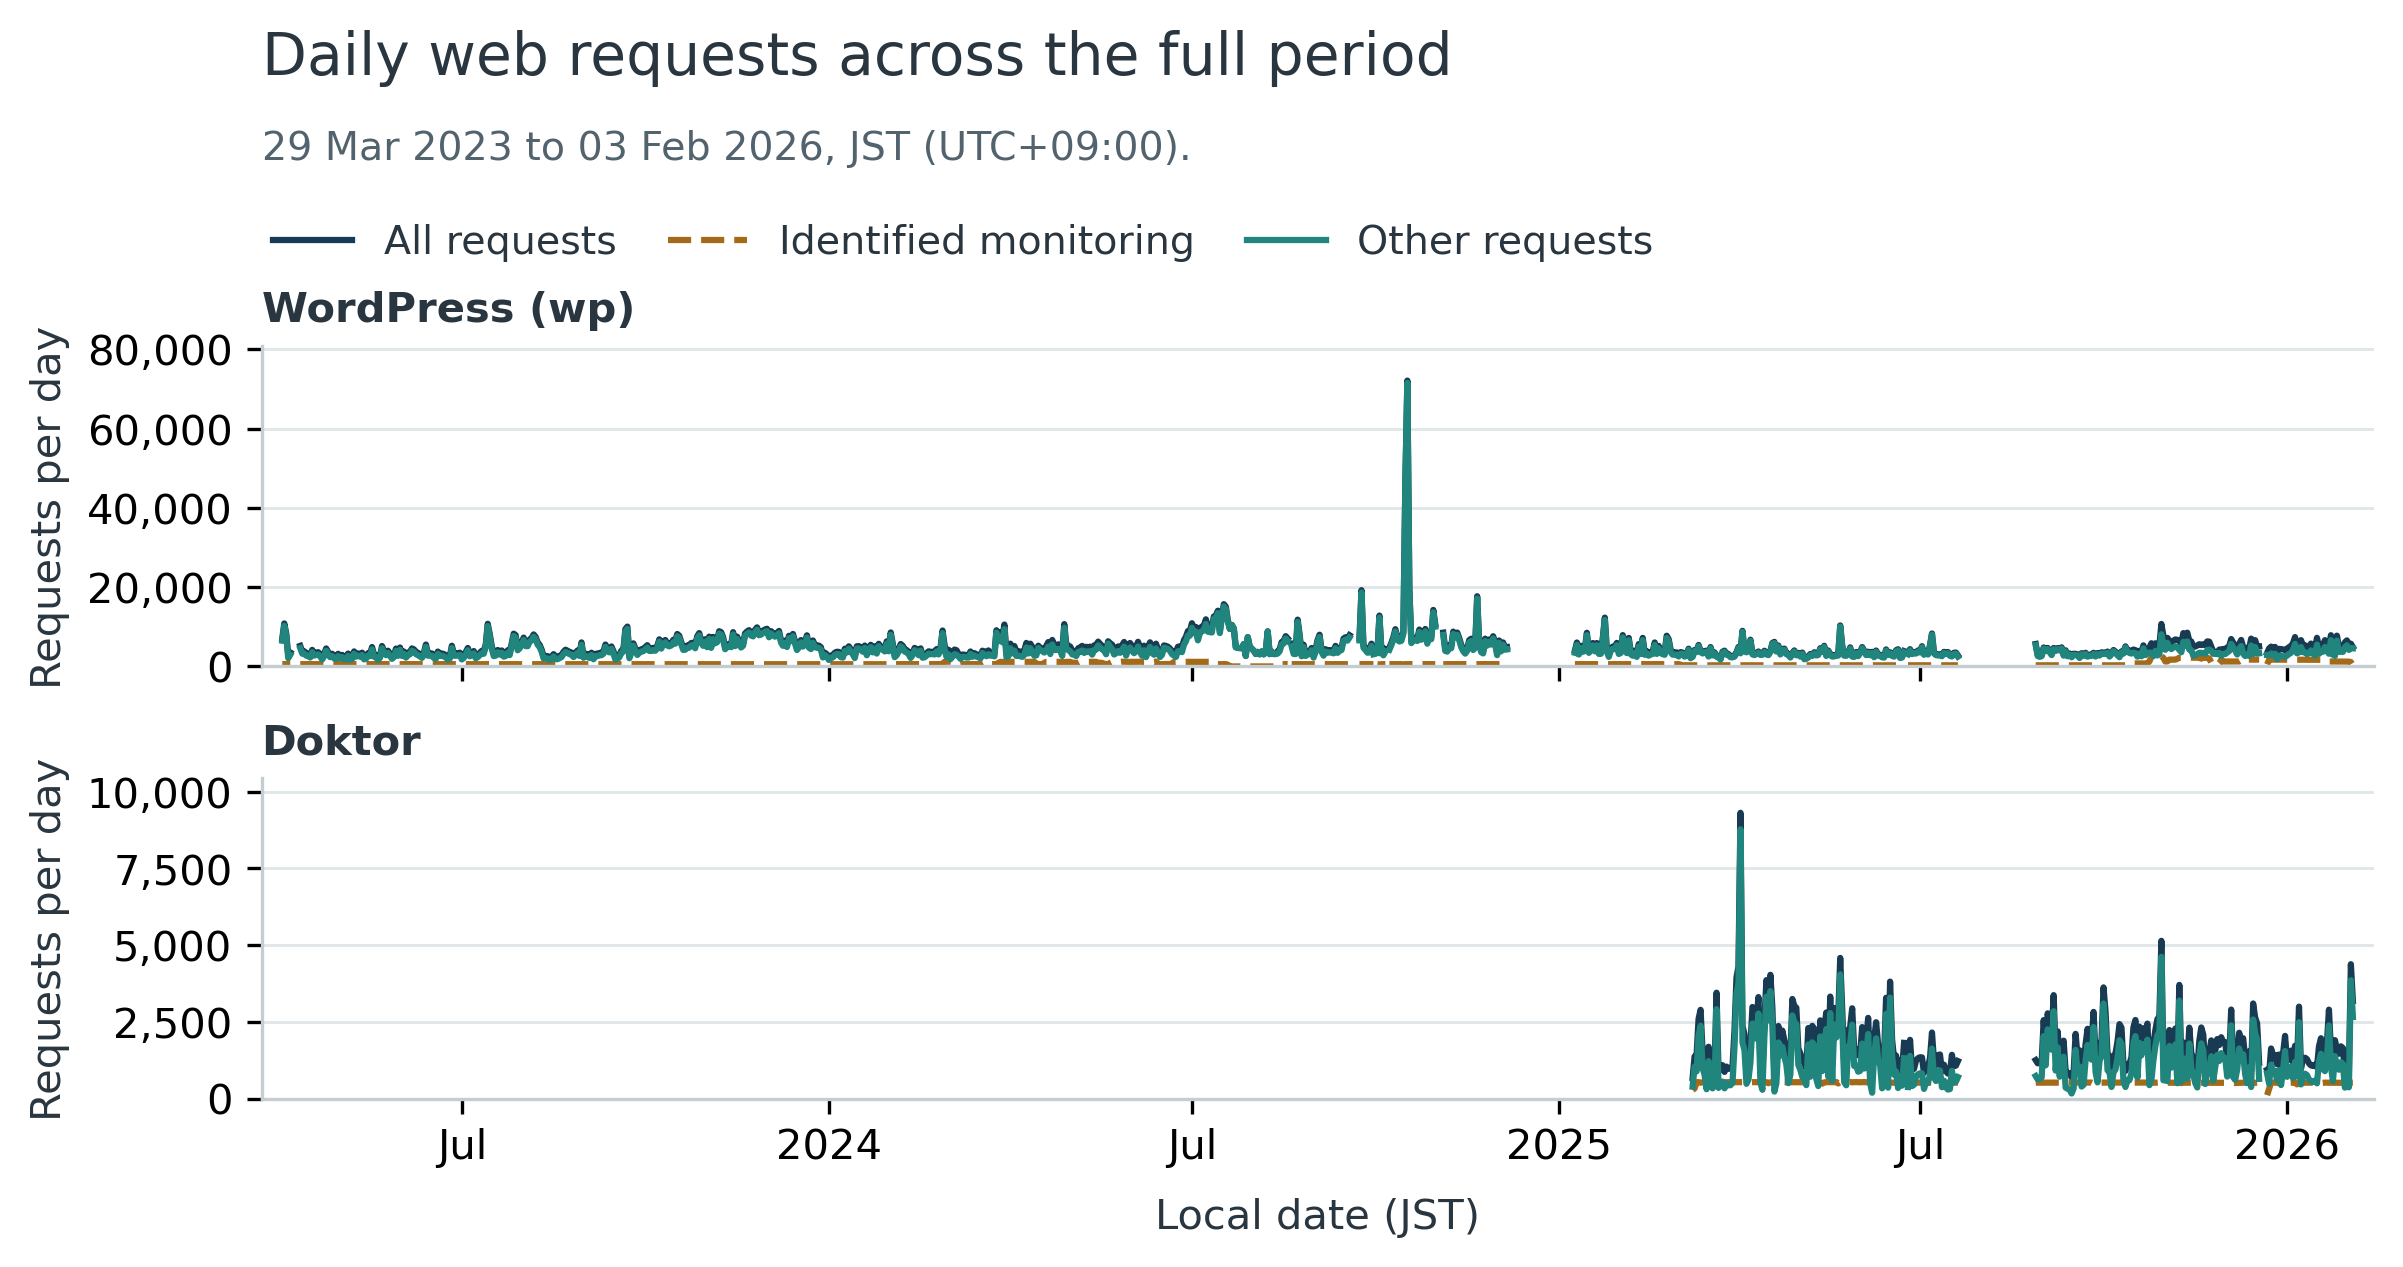 Daily web requests across the full period
29 Mar 2023 to 03 Feb 2026, JST (UTC+09:00).
All requests Identified monitoring Other requests
WordPress (wp)
Requests per day
80,000
60,000
40,000
20,000
0
Doktor
Requests per day
10,000
7,500
5,000
2,500
0
Jul 2024 Jul 2025 Jul 2026
Local date (JST)